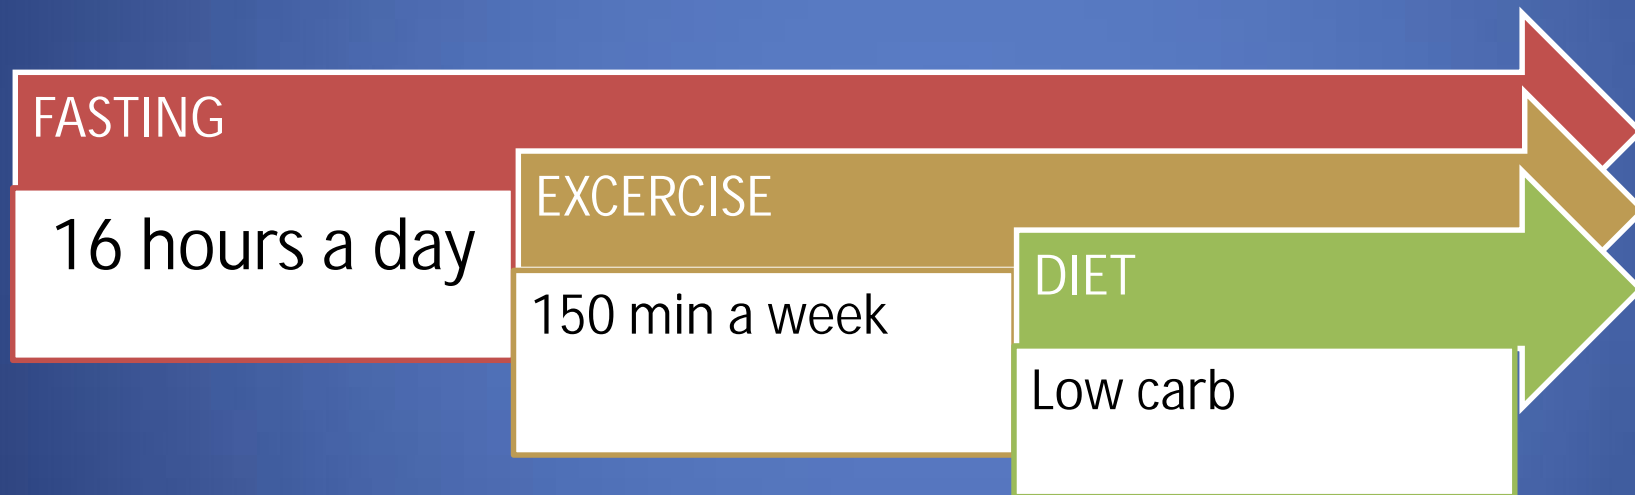 FASTING
16 hours a day
EXCERCISE
150 min a week
DIET
Low carb